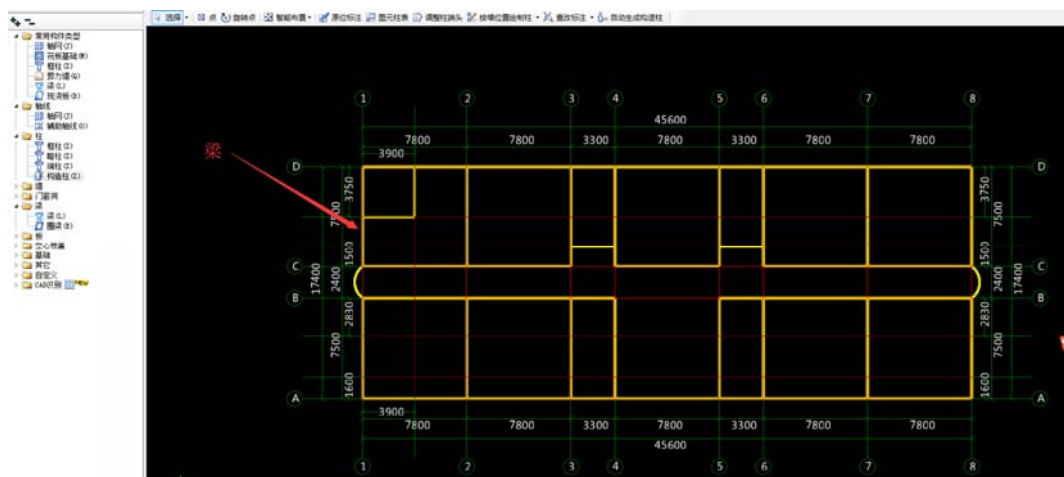 选择 点 旋转点 智能布置 原位标注 图元柱表 调整柱端头 按墙位置绘制柱 查改标注 自动生成构造柱
常用构件类型
轴网(J)
筏板基础(M)
框柱(Z)
剪力墙(Q)
梁(L)
现浇板(B)
轴线
轴网(J)
辅助轴线(O)
柱
框柱(Z)
暗柱(Z)
端柱(Z)
构造柱(Z)
墙
门窗洞
梁
梁(L)
圈梁(E)
板
空心楼盖
基础
其它
自定义
CAD识别 NEW
梁
1 2 3 4 5 6 7 8
45600
7800 7800 3300 7800 3300 7800 7800
3900
D D
3750 3750
7500 7500
1500 1500
C C
17400 2400 2400 17400
B B
2830 2830
7500 7500
1600 1600
A A
3900
7800 7800 3300 7800 3300 7800 7800
45600
1 2 3 4 5 6 7 8